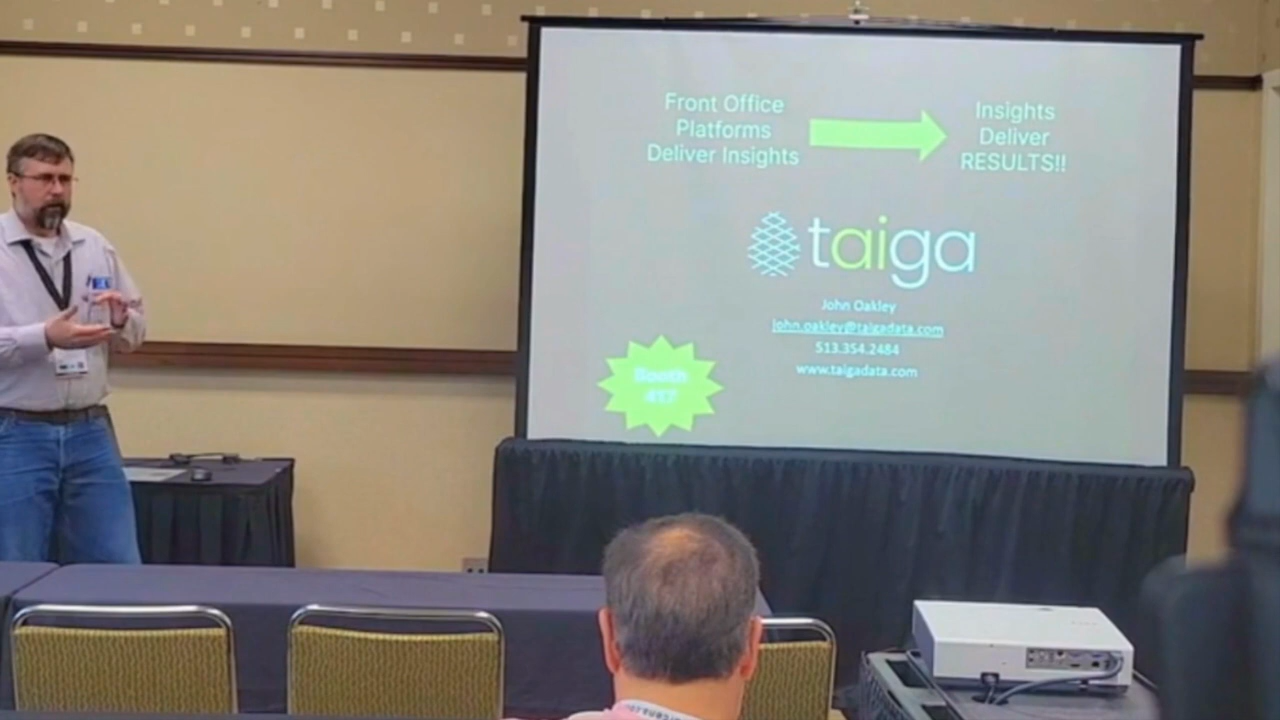 Front Office
Platforms
Deliver Insights
Insights
Deliver
RESULTS!!
taiga
John Oakley
john.oakley@taigadata.com
513.354.2484
www.taigadata.com
Booth
417